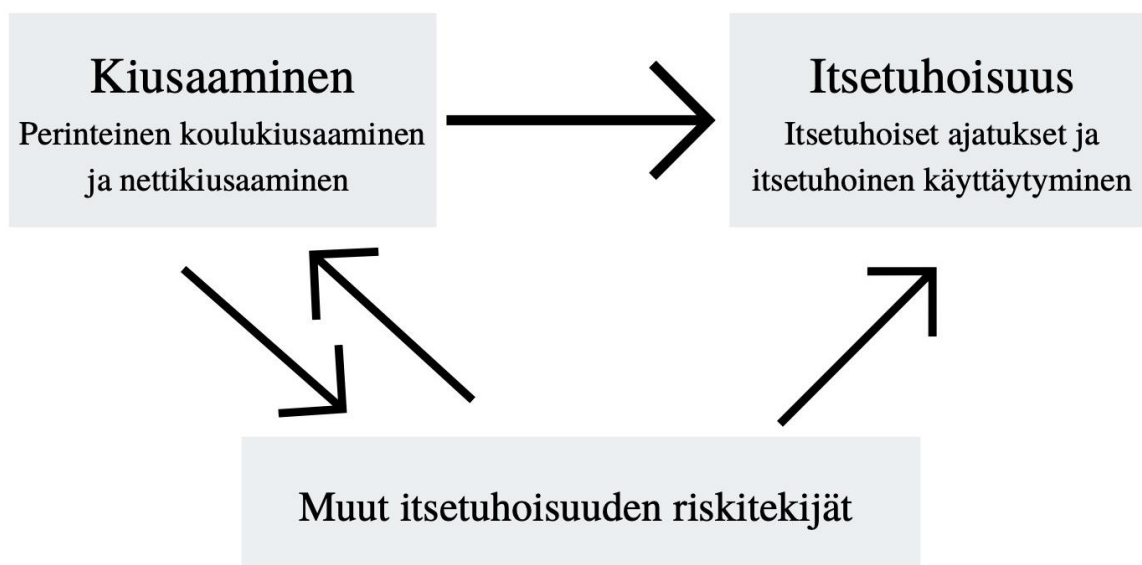 Kiusaaminen
Perinteinen koulukiusaaminen
ja nettikiusaaminen
Itsetuhoisuus
Itsetuhoiset ajatukset ja
itsetuhoinen käyttäytyminen
Muut itsetuhoisuuden riskitekijät